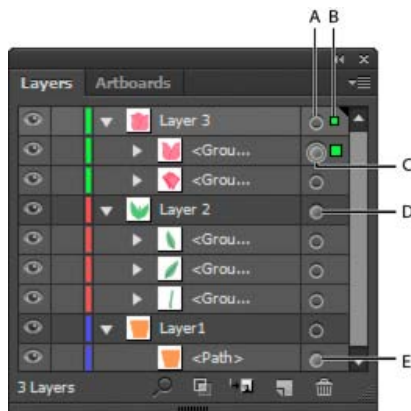 A B
Layers Artboards
Layer 3
<Grou...
C
<Grou...
Layer 2
D
<Grou...
<Grou...
<Grou...
Layer1
<Path>
E
3 Layers